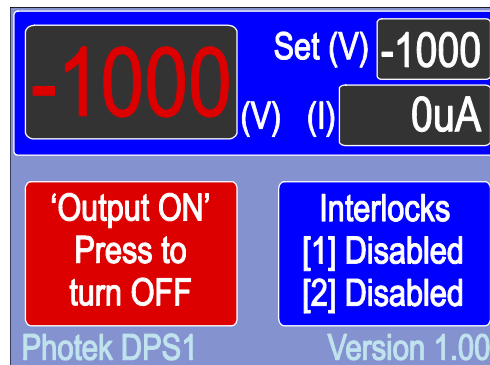 -1000 (V)
Set (V) -1000
(I) 0uA
‘Output ON’
Press to
turn OFF
Interlocks
[1] Disabled
[2] Disabled
Photek DPS1
Version 1.00